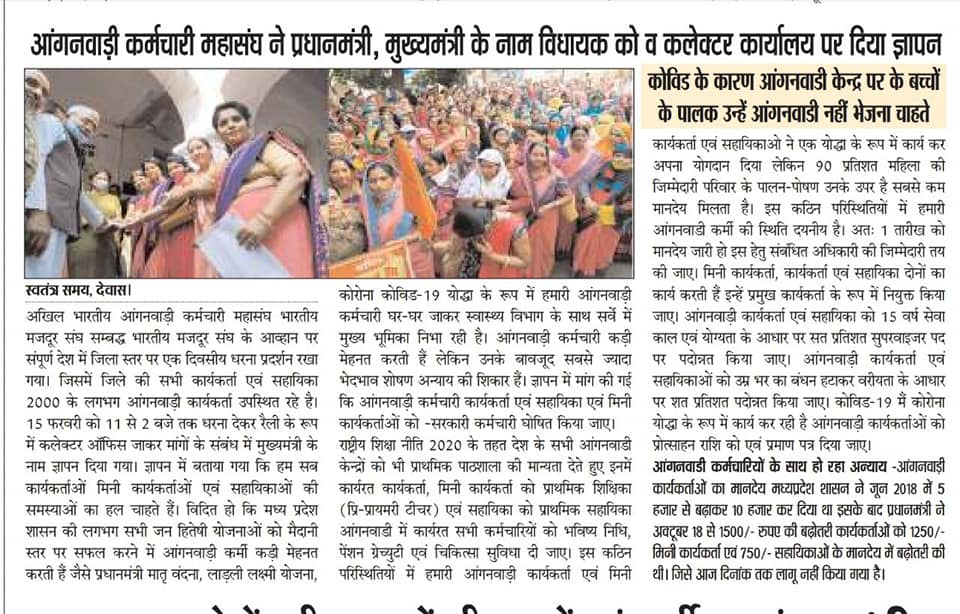 आंगनवाड़ी कर्मचारी महासंघ ने प्रधानमंत्री, मुख्यमंत्री के नाम विधायक को व कलेक्टर कार्यालय पर दिया ज्ञापन
स्वतंत्र समय, देवास।
अखिल भारतीय आंगनवाड़ी कर्मचारी महासंघ भारतीय
मजदूर संघ सम्बद्ध भारतीय मजदूर संघ के आव्हान पर
संपूर्ण देश में जिला स्तर पर एक दिवसीय धरना प्रदर्शन रखा
गया। जिसमें जिले की सभी कार्यकर्ता एवं सहायिका
2000 के लगभग आंगनवाड़ी कार्यकर्ता उपस्थित रहे है।
15 फरवरी को 11 से 2 बजे तक धरना देकर रैली के रूप
में कलेक्टर ऑफिस जाकर मांगों के संबंध में मुख्यमंत्री के
नाम ज्ञापन दिया गया। ज्ञापन में बताया गया कि हम सब
कार्यकर्ताओं मिनी कार्यकर्ताओं एवं सहायिकाओं की
समस्याओं का हल चाहते हैं। विदित हो कि मध्य प्रदेश
शासन की लगभग सभी जन हितेषी योजनाओं को मैदानी
स्तर पर सफल करने में आंगनवाड़ी कर्मी कड़ी मेहनत
करती हैं जैसे प्रधानमंत्री मातृ वंदना, लाड़ली लक्ष्मी योजना,
कोरोना कोविड-19 योद्धा के रूप में हमारी आंगनवाड़ी
कर्मचारी घर-घर जाकर स्वास्थ्य विभाग के साथ सर्वे में
मुख्य भूमिका निभा रही है। आंगनवाड़ी कर्मचारी कड़ी
मेहनत करती हैं लेकिन उनके बावजूद सबसे ज्यादा
भेदभाव शोषण अन्याय की शिकार हैं। ज्ञापन में मांग की गई
कि आंगनवाड़ी कर्मचारी कार्यकर्ता एवं सहायिका एवं मिनी
कार्यकर्ताओं को -सरकारी कर्मचारी घोषित किया जाए।
राष्ट्रीय शिक्षा नीति 2020 के तहत देश के सभी आंगनवाडी
केन्द्रों को भी प्राथमिक पाठशाला की मान्यता देते हुए इनमें
कार्यरत कार्यकर्ता, मिनी कार्यकर्ता को प्राथमिक शिक्षिका
(प्रि-प्रायमरी टीचर) एवं सहायिका को प्राथमिक सहायिका
आंगनवाडी में कार्यरत सभी कर्मचारियों को भविष्य निधि,
पेंशन ग्रेच्युटी एवं चिकित्सा सुविधा दी जाए। इस कठिन
परिस्थितियों में हमारी आंगनवाड़ी कार्यकर्ता एवं मिनी
कोविड के कारण आंगनवाडी केन्द्र पर के बच्चों
के पालक उन्हें आंगनवाडी नहीं भेजना चाहते
कार्यकर्ता एवं सहायिकाओ ने एक योद्धा के रूप में कार्य कर
अपना योगदान दिया लेकिन 90 प्रतिशत महिला की
जिम्मेदारी परिवार के पालन-पोषण उनके उपर है सबसे कम
मानदेय मिलता है। इस कठिन परिस्थितियों में हमारी
आंगनवाडी कर्मी की स्थिति दयनीय है। अतः 1 तारीख को
मानदेय जारी हो इस हेतु संबंधित अधिकारी की जिम्मेदारी तय
की जाए। मिनी कार्यकर्ता, कार्यकर्ता एवं सहायिका दोनों का
कार्य करती हैं इन्हें प्रमुख कार्यकर्ता के रूप में नियुक्त किया
जाए। आंगनवाडी कार्यकर्ता एवं सहायिका को 15 वर्ष सेवा
काल एवं योग्यता के आधार पर सत प्रतिशत सुपरवाइजर पद
पर पदोन्नत किया जाए। आंगनवाडी कार्यकर्ता एवं
सहायिकाओं को उम्र भर का बंधन हटाकर वरीयता के आधार
पर शत प्रतिशत पदोन्नत किया जाए। कोविड-19 मैं कोरोना
योद्धा के रूप में कार्य कर रही है आंगनवाडी कार्यकर्ताओं को
प्रोत्साहन राशि को एवं प्रमाण पत्र दिया जाए।
आंगनवाडी कर्मचारियों के साथ हो रहा अन्याय -आंगनवाडी
कार्यकर्ताओं का मानदेय मध्यप्रदेश शासन ने जून 2018 में 5
हजार से बढ़ाकर 10 हजार कर दिया था इसके बाद प्रधानमंत्री ने
अक्टूबर 18 से 1500/- रुपए की बढ़ोतरी कार्यकर्ताओं को 1250/-
मिनी कार्यकर्ता एवं 750/- सहायिकाओं के मानदेय में बढ़ोतरी की
थी। जिसे आज दिनांक तक लागू नहीं किया गया है।